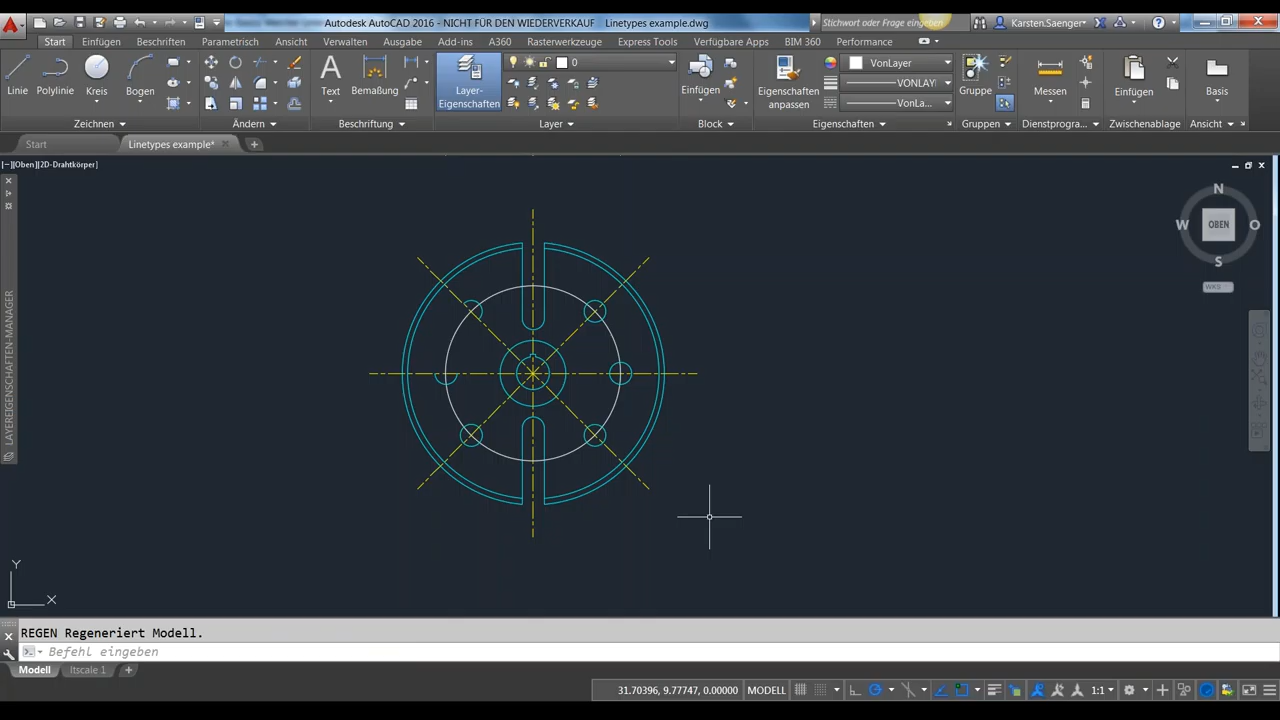 Autodesk AutoCAD 2016 - NICHT FÜR DEN WIEDERVERKAUF Linetypes example.dwg
Stichwort oder Frage eingeben
Karsten.Saenger
Start Einfügen Beschriften Parametrisch Ansicht Verwalten Ausgabe Add-ins A360 Rasterwerkzeuge Express Tools Verfügbare Apps BIM 360 Performance
0
VonLayer
VONLAYI
VonLa...
Linie Polylinie Kreis Bogen
Text Bemaßung
Layer-
Eigenschaften
Einfügen
Eigenschaften
anpassen
Gruppe Messen Einfügen Basis
Zeichnen Ändern Beschriftung Layer Block Eigenschaften Gruppen Dienstprogram... Zwischenablage Ansicht
Start Linetypes example*
[−][Oben][2D-Drahtkörper]
N
W OBEN O
S
WKS
LAYEREIGENSCHAFTEN-MANAGER
Y
X
REGEN Regeneriert Modell.
Befehl eingeben
Modell ltscale 1
31.70396, 9.77747, 0.00000 MODELL 1:1